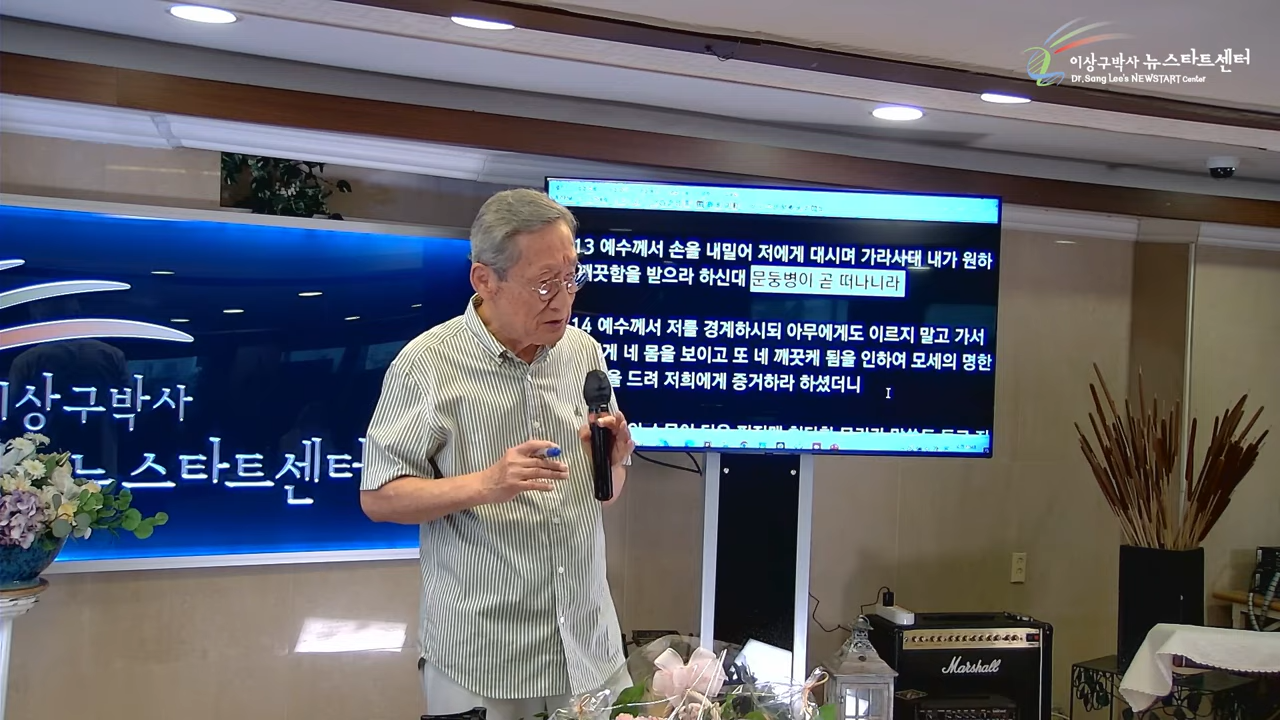 이상구박사 뉴스타트센터
Dr. Sang Lee's NEWSTART Center
13 예수께서 손을 내밀어 저에게 대시며 가라사대 내가 원하
깨끗함을 받으라 하신대 문둥병이 곧 떠나니라
14 예수께서 저를 경계하시되 아무에게도 이르지 말고 가서
게 네 몸을 보이고 또 네 깨끗케 됨을 인하여 모세의 명한
을 드려 저희에게 증거하라 하셨더니
이상구박사
뉴스타트센터
Marshall